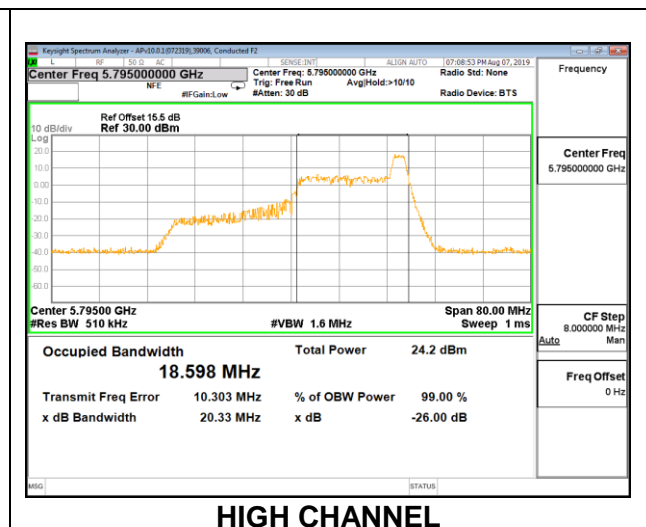 Keysight Spectrum Analyzer - APv10.0.1(072319),39006, Conducted F2
LXI L RF 50 Ω AC SENSE:INT ALIGN AUTO 07:08:53 PM Aug 07, 2019
Center Freq 5.795000000 GHz
NFE
#IFGain:Low
Center Freq: 5.795000000 GHz
Trig: Free Run Avg|Hold:>10/10
#Atten: 30 dB
Radio Std: None
Radio Device: BTS
Ref Offset 15.5 dB
10 dB/div Ref 30.00 dBm
Log
20.0
10.0
0.00
-10.0
-20.0
-30.0
-40.0
-50.0
-60.0
Center 5.79500 GHz Span 80.00 MHz
#Res BW 510 kHz #VBW 1.6 MHz Sweep 1 ms
Occupied Bandwidth Total Power 24.2 dBm
18.598 MHz
Transmit Freq Error 10.303 MHz % of OBW Power 99.00 %
x dB Bandwidth 20.33 MHz x dB -26.00 dB
MSG STATUS
Frequency
Center Freq
5.795000000 GHz
CF Step
8.000000 MHz
Auto Man
Freq Offset
0 Hz
HIGH CHANNEL